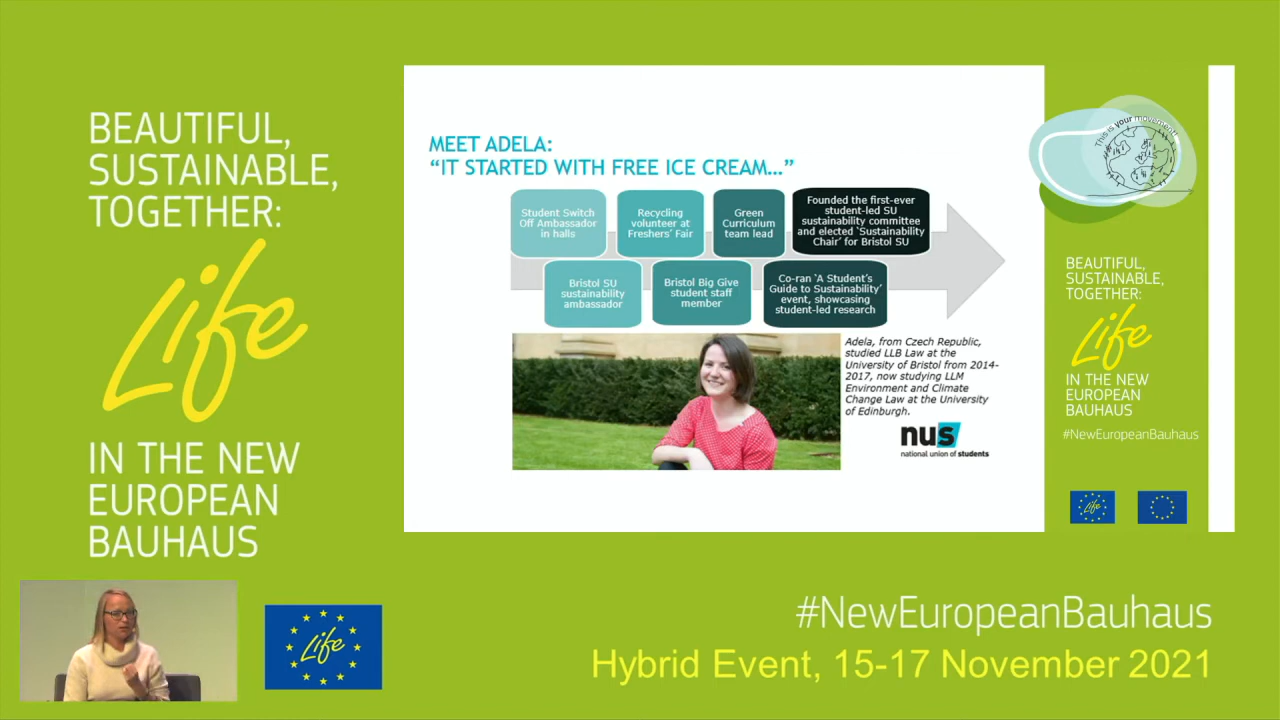 BEAUTIFUL,
SUSTAINABLE,
TOGETHER:
Life
IN THE NEW
EUROPEAN
BAUHAUS
MEET ADELA:
“IT STARTED WITH FREE ICE CREAM…”
Student Switch
Off Ambassador
in halls
Recycling
volunteer at
Freshers’ Fair
Green
Curriculum
team lead
Founded the first-ever
student-led SU
sustainability committee
and elected ‘Sustainability
Chair’ for Bristol SU
Bristol SU
sustainability
ambassador
Bristol Big Give
student staff
member
Co-ran ‘A Student’s
Guide to Sustainability’
event, showcasing
student-led research
Adela, from Czech Republic,
studied LLB Law at the
University of Bristol from 2014-
2017, now studying LLM
Environment and Climate
Change Law at the University
of Edinburgh.
nus
national union of students
This is your movement!
BEAUTIFUL,
SUSTAINABLE,
TOGETHER:
Life
IN THE NEW
EUROPEAN
BAUHAUS
#NewEuropeanBauhaus
Life
Life
#NewEuropeanBauhaus
Hybrid Event, 15-17 November 2021